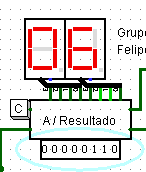 06
Grupo
Felipe
C
A / Resultado
00000110